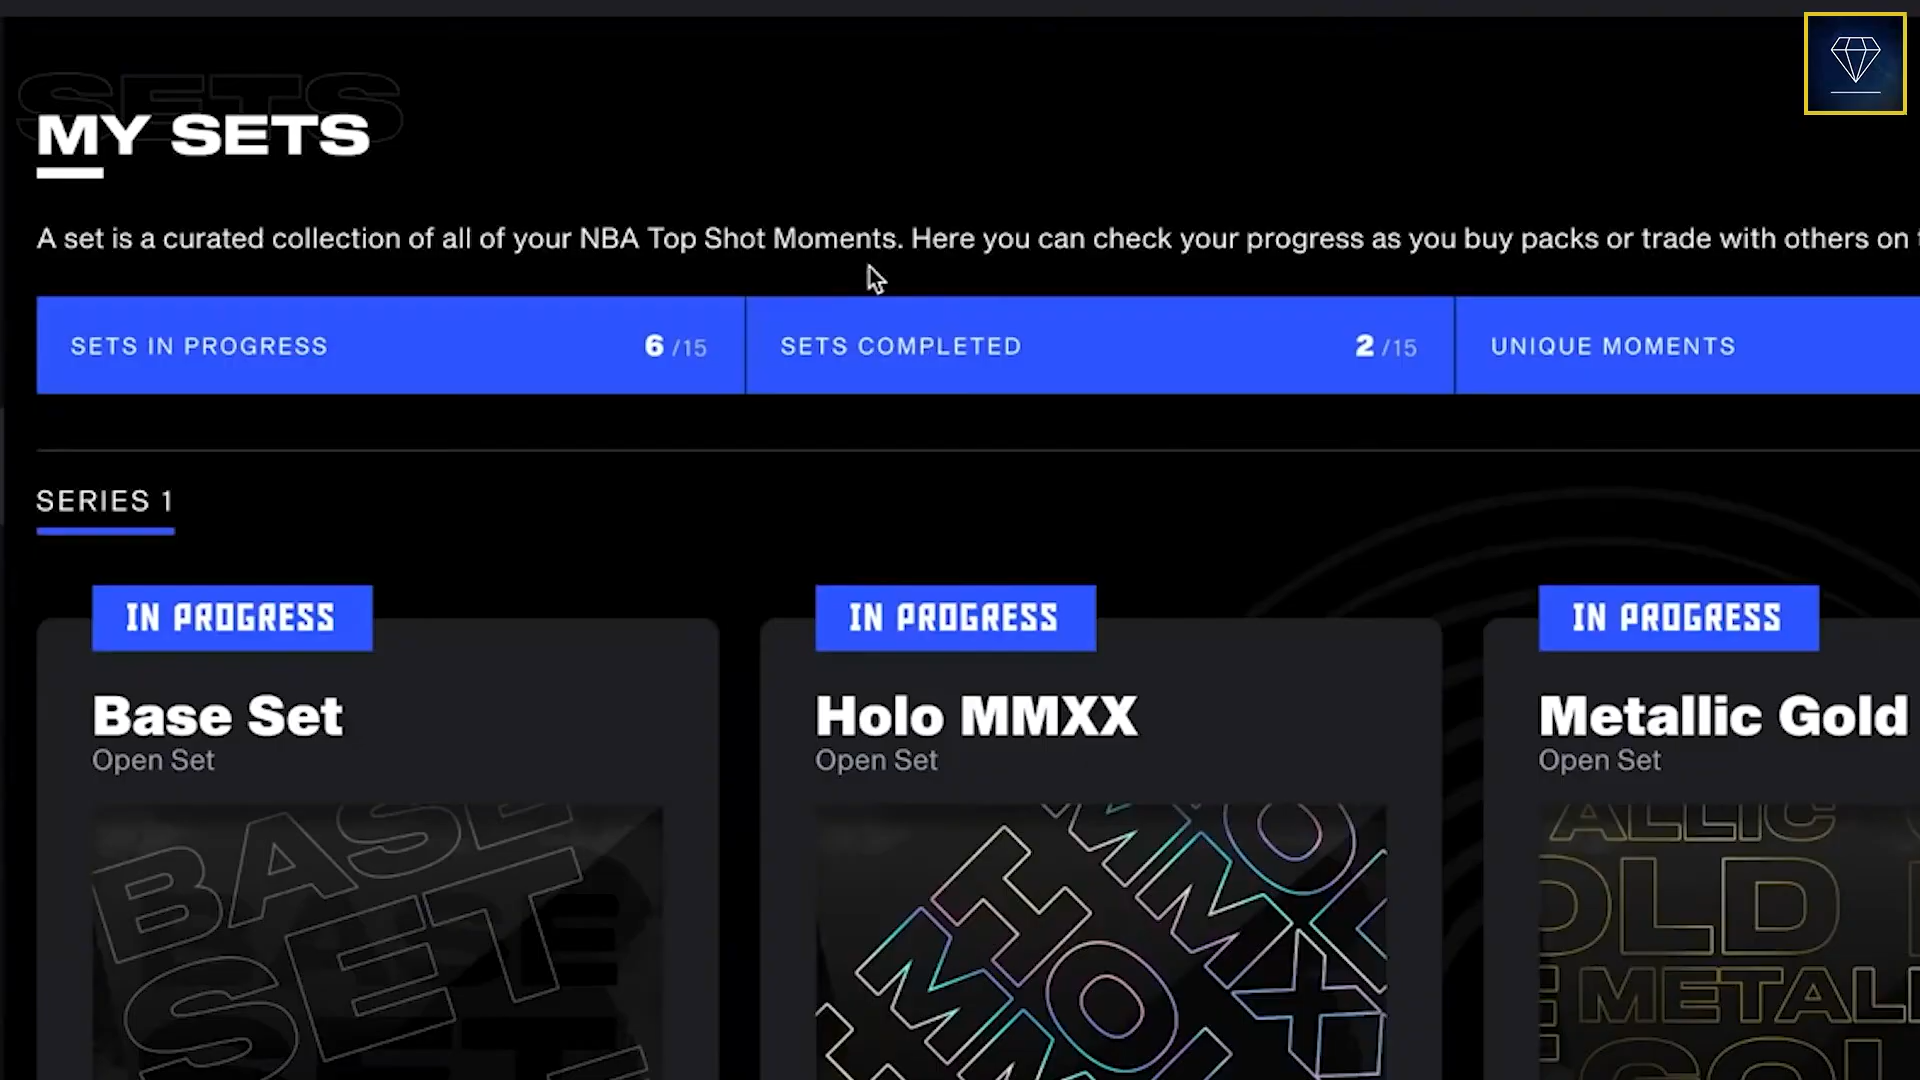 SETS
MY SETS
A set is a curated collection of all of your NBA Top Shot Moments. Here you can check your progress as you buy packs or trade with others on
SETS IN PROGRESS 6 /15
SETS COMPLETED 2 /15
UNIQUE MOMENTS
SERIES 1
IN PROGRESS
Base Set
Open Set
BASE
SET
IN PROGRESS
Holo MMXX
Open Set
IN PROGRESS
Metallic Gold
Open Set